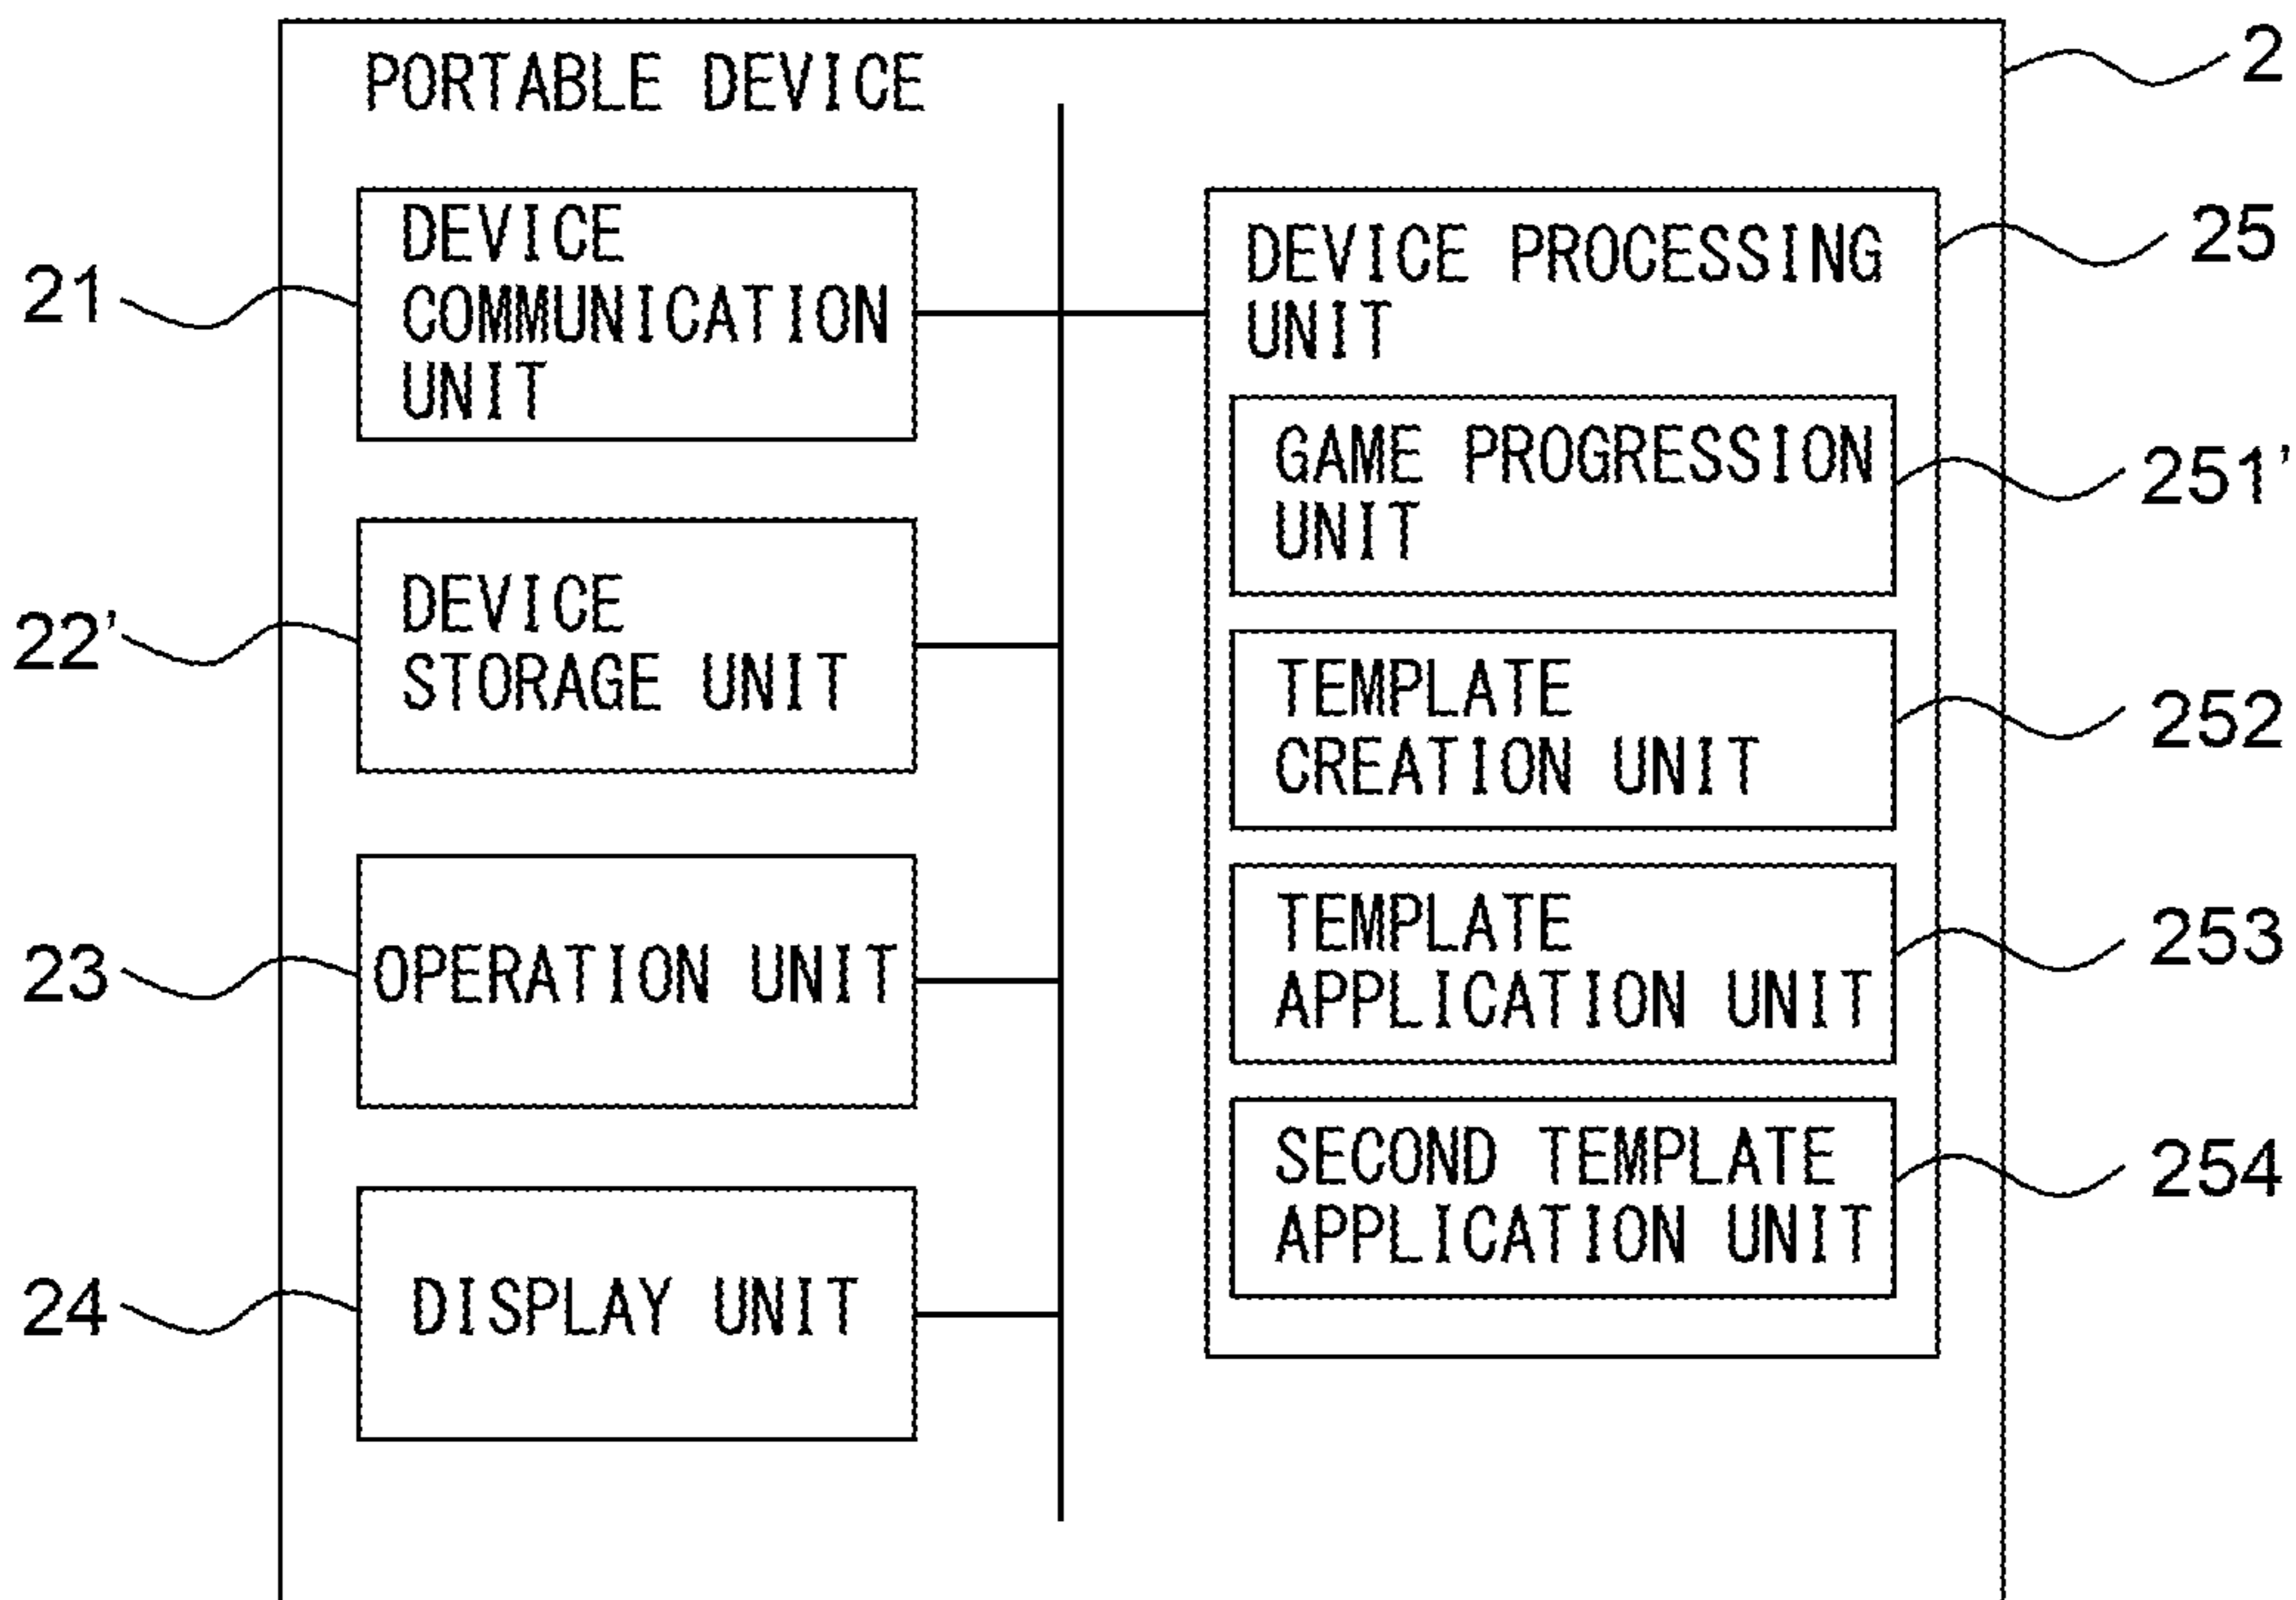 PORTABLE DEVICE
2
21
DEVICE
COMMUNICATION
UNIT
22'
DEVICE
STORAGE UNIT
23
OPERATION UNIT
24
DISPLAY UNIT
DEVICE PROCESSING
UNIT
25
GAME PROGRESSION
UNIT
251'
TEMPLATE
CREATION UNIT
252
TEMPLATE
APPLICATION UNIT
253
SECOND TEMPLATE
APPLICATION UNIT
254